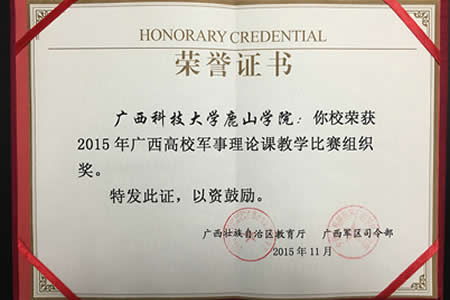 HONORARY CREDENTIAL
荣誉证书
广西科技大学鹿山学院：你校荣获
2015年广西高校军事理论课教学比赛组织
奖。
特发此证，以资鼓励。
广西壮族自治区教育厅 广西军区司令部
2015年11月